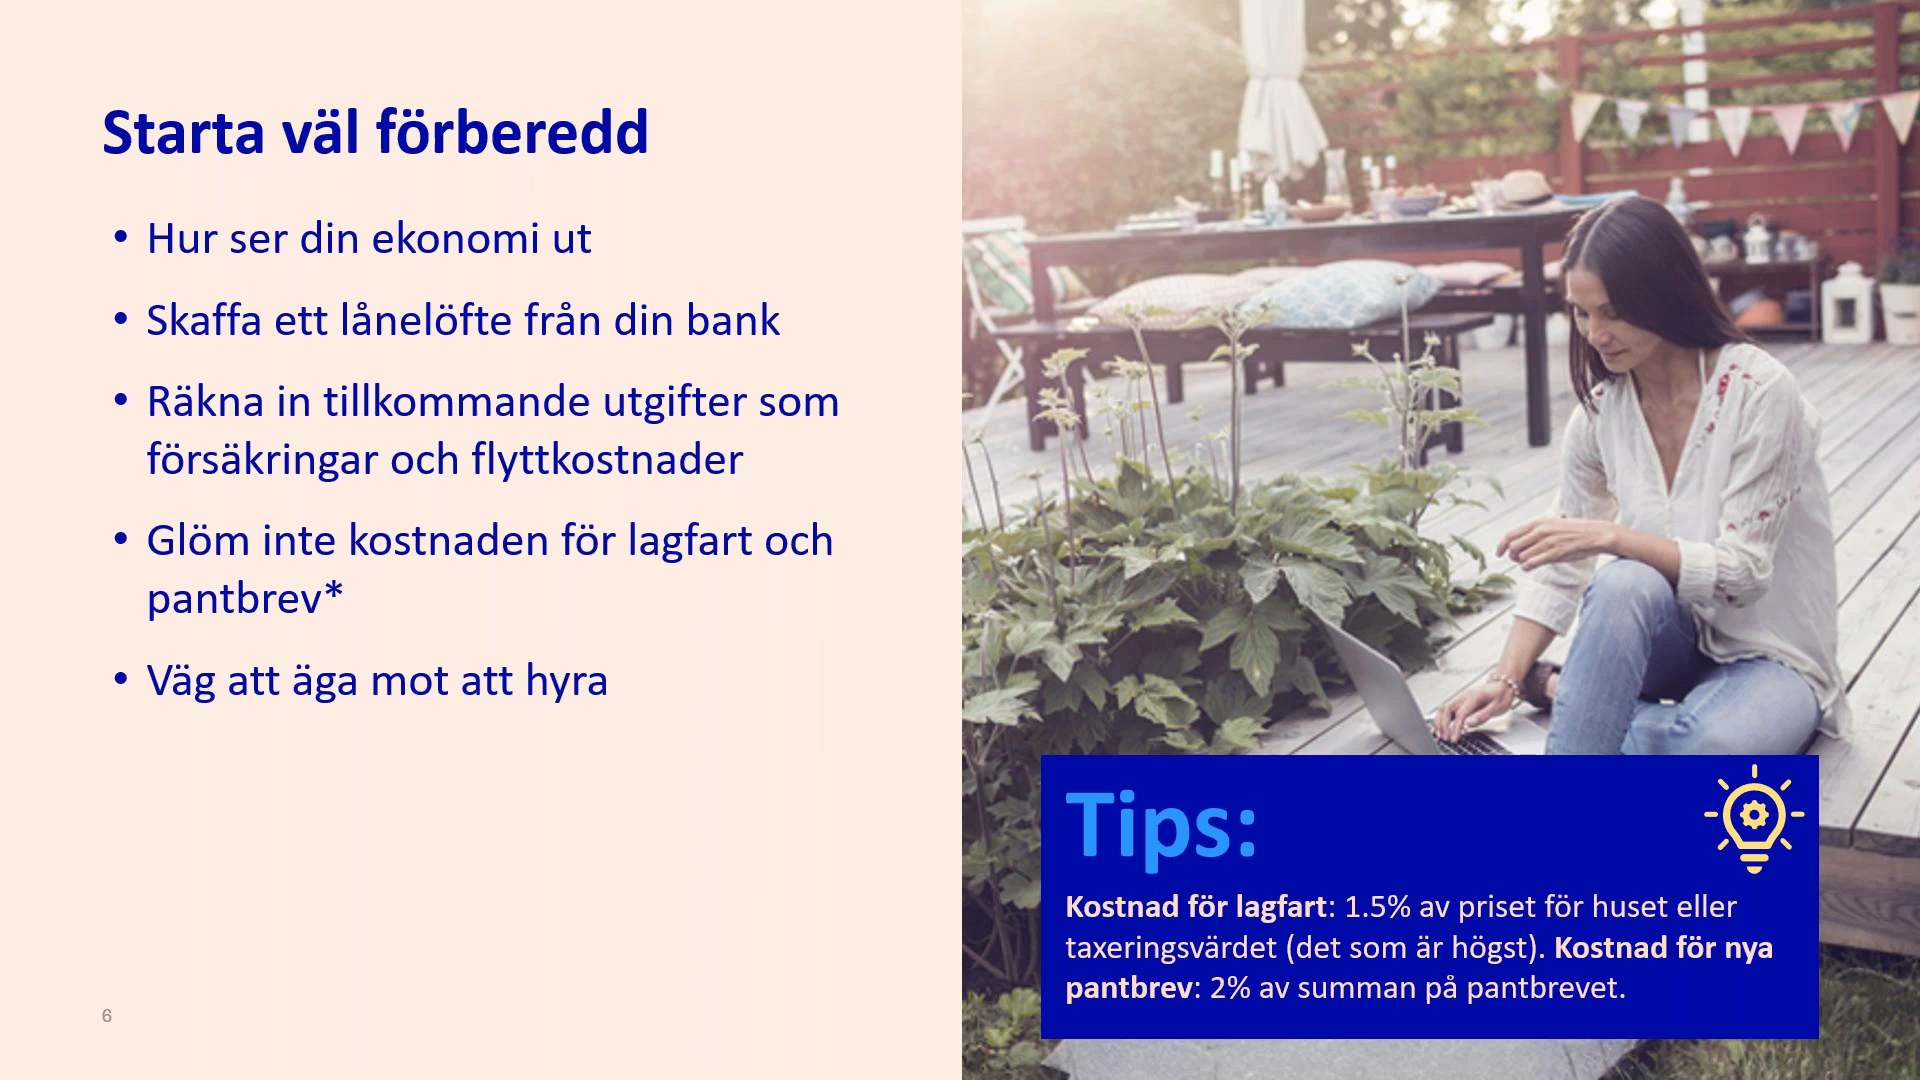 Starta väl förberedd
• Hur ser din ekonomi ut
• Skaffa ett lånelöfte från din bank
• Räkna in tillkommande utgifter som
försäkringar och flyttkostnader
• Glöm inte kostnaden för lagfart och
pantbrev*
• Väg att äga mot att hyra
Tips:
Kostnad för lagfart: 1.5% av priset för huset eller
taxeringsvärdet (det som är högst). Kostnad för nya
pantbrev: 2% av summan på pantbrevet.
6